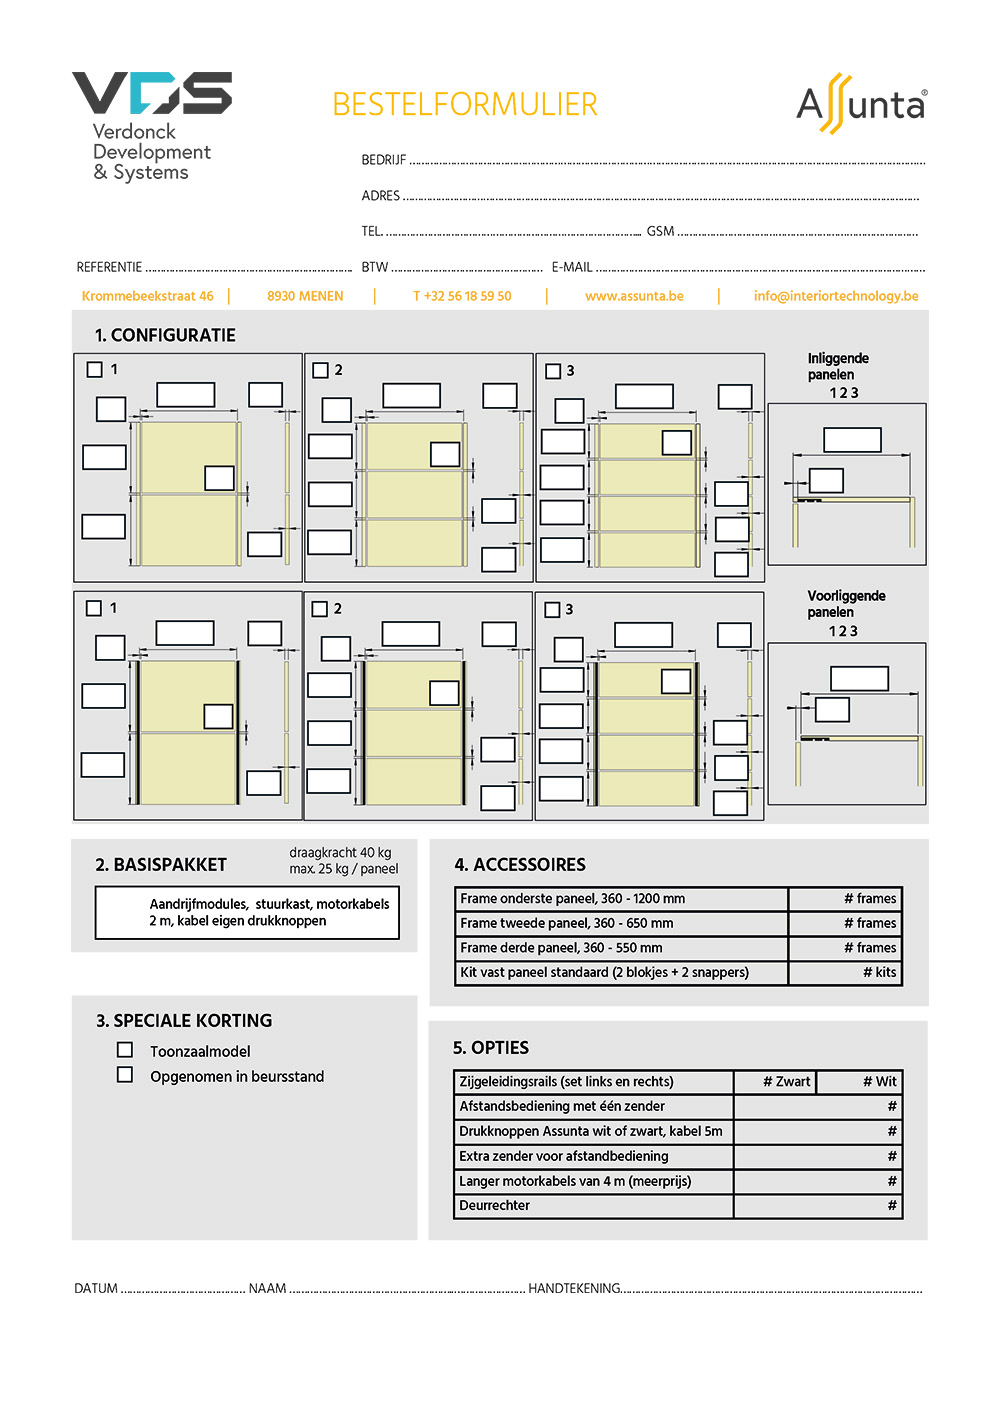 VDS
Verdonck
Development
& Systems
BESTELFORMULIER
Assunta®
BEDRIJF
ADRES
TEL. GSM
REFERENTIE BTW E-MAIL
Krommebeekstraat 46 | 8930 MENEN | T +32 56 18 59 50 | www.assunta.be | info@interiortechnology.be
1. CONFIGURATIE
1
2
3
Inliggende
panelen
1 2 3
1
2
3
Voorliggende
panelen
1 2 3
2. BASISPAKKET
draagkracht 40 kg
max. 25 kg / paneel
Aandrijfmodules, stuurkast, motorkabels
2 m, kabel eigen drukknoppen
3. SPECIALE KORTING
Toonzaalmodel
Opgenomen in beursstand
4. ACCESSOIRES
Frame onderste paneel, 360 - 1200 mm # frames
Frame tweede paneel, 360 - 650 mm # frames
Frame derde paneel, 360 - 550 mm # frames
Kit vast paneel standaard (2 blokjes + 2 snappers) # kits
5. OPTIES
Zijgeleidingsrails (set links en rechts) # Zwart # Wit
Afstandsbediening met één zender #
Drukknoppen Assunta wit of zwart, kabel 5m #
Extra zender voor afstandbediening #
Langer motorkabels van 4 m (meerprijs) #
Deurrechter #
DATUM NAAM HANDTEKENING